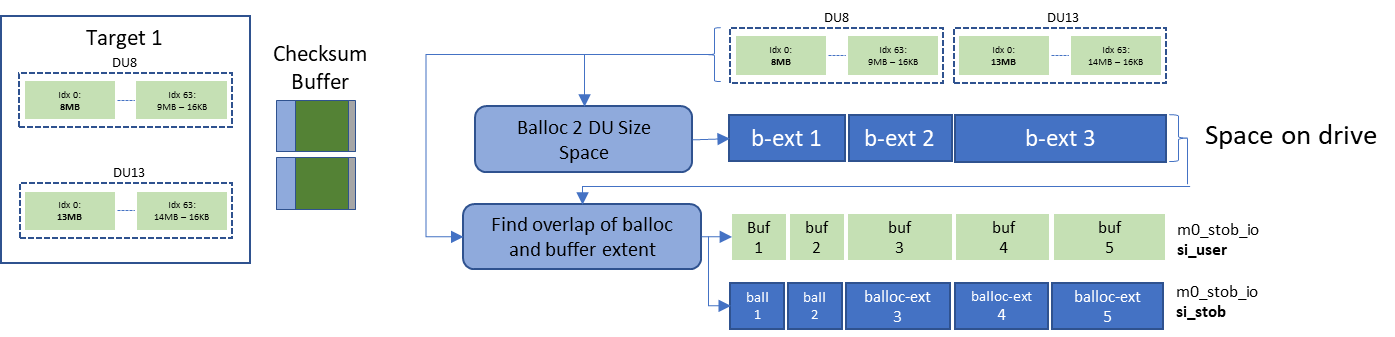 Target 1
DU8
Idx 0:
8MB
Idx 63:
9MB – 16KB
DU13
Idx 0:
13MB
Idx 63:
14MB – 16KB
Checksum
Buffer
DU8
DU13
Idx 0:
8MB
Idx 63:
9MB – 16KB
Idx 0:
13MB
Idx 63:
14MB – 16KB
Balloc 2 DU Size
Space
b-ext 1
b-ext 2
b-ext 3
Space on drive
Find overlap of balloc
and buffer extent
Buf
1
buf
2
buf
3
buf
4
buf
5
m0_stob_io
si_user
ball
1
ball
2
balloc-ext
3
balloc-ext
4
balloc-ext
5
m0_stob_io
si_stob